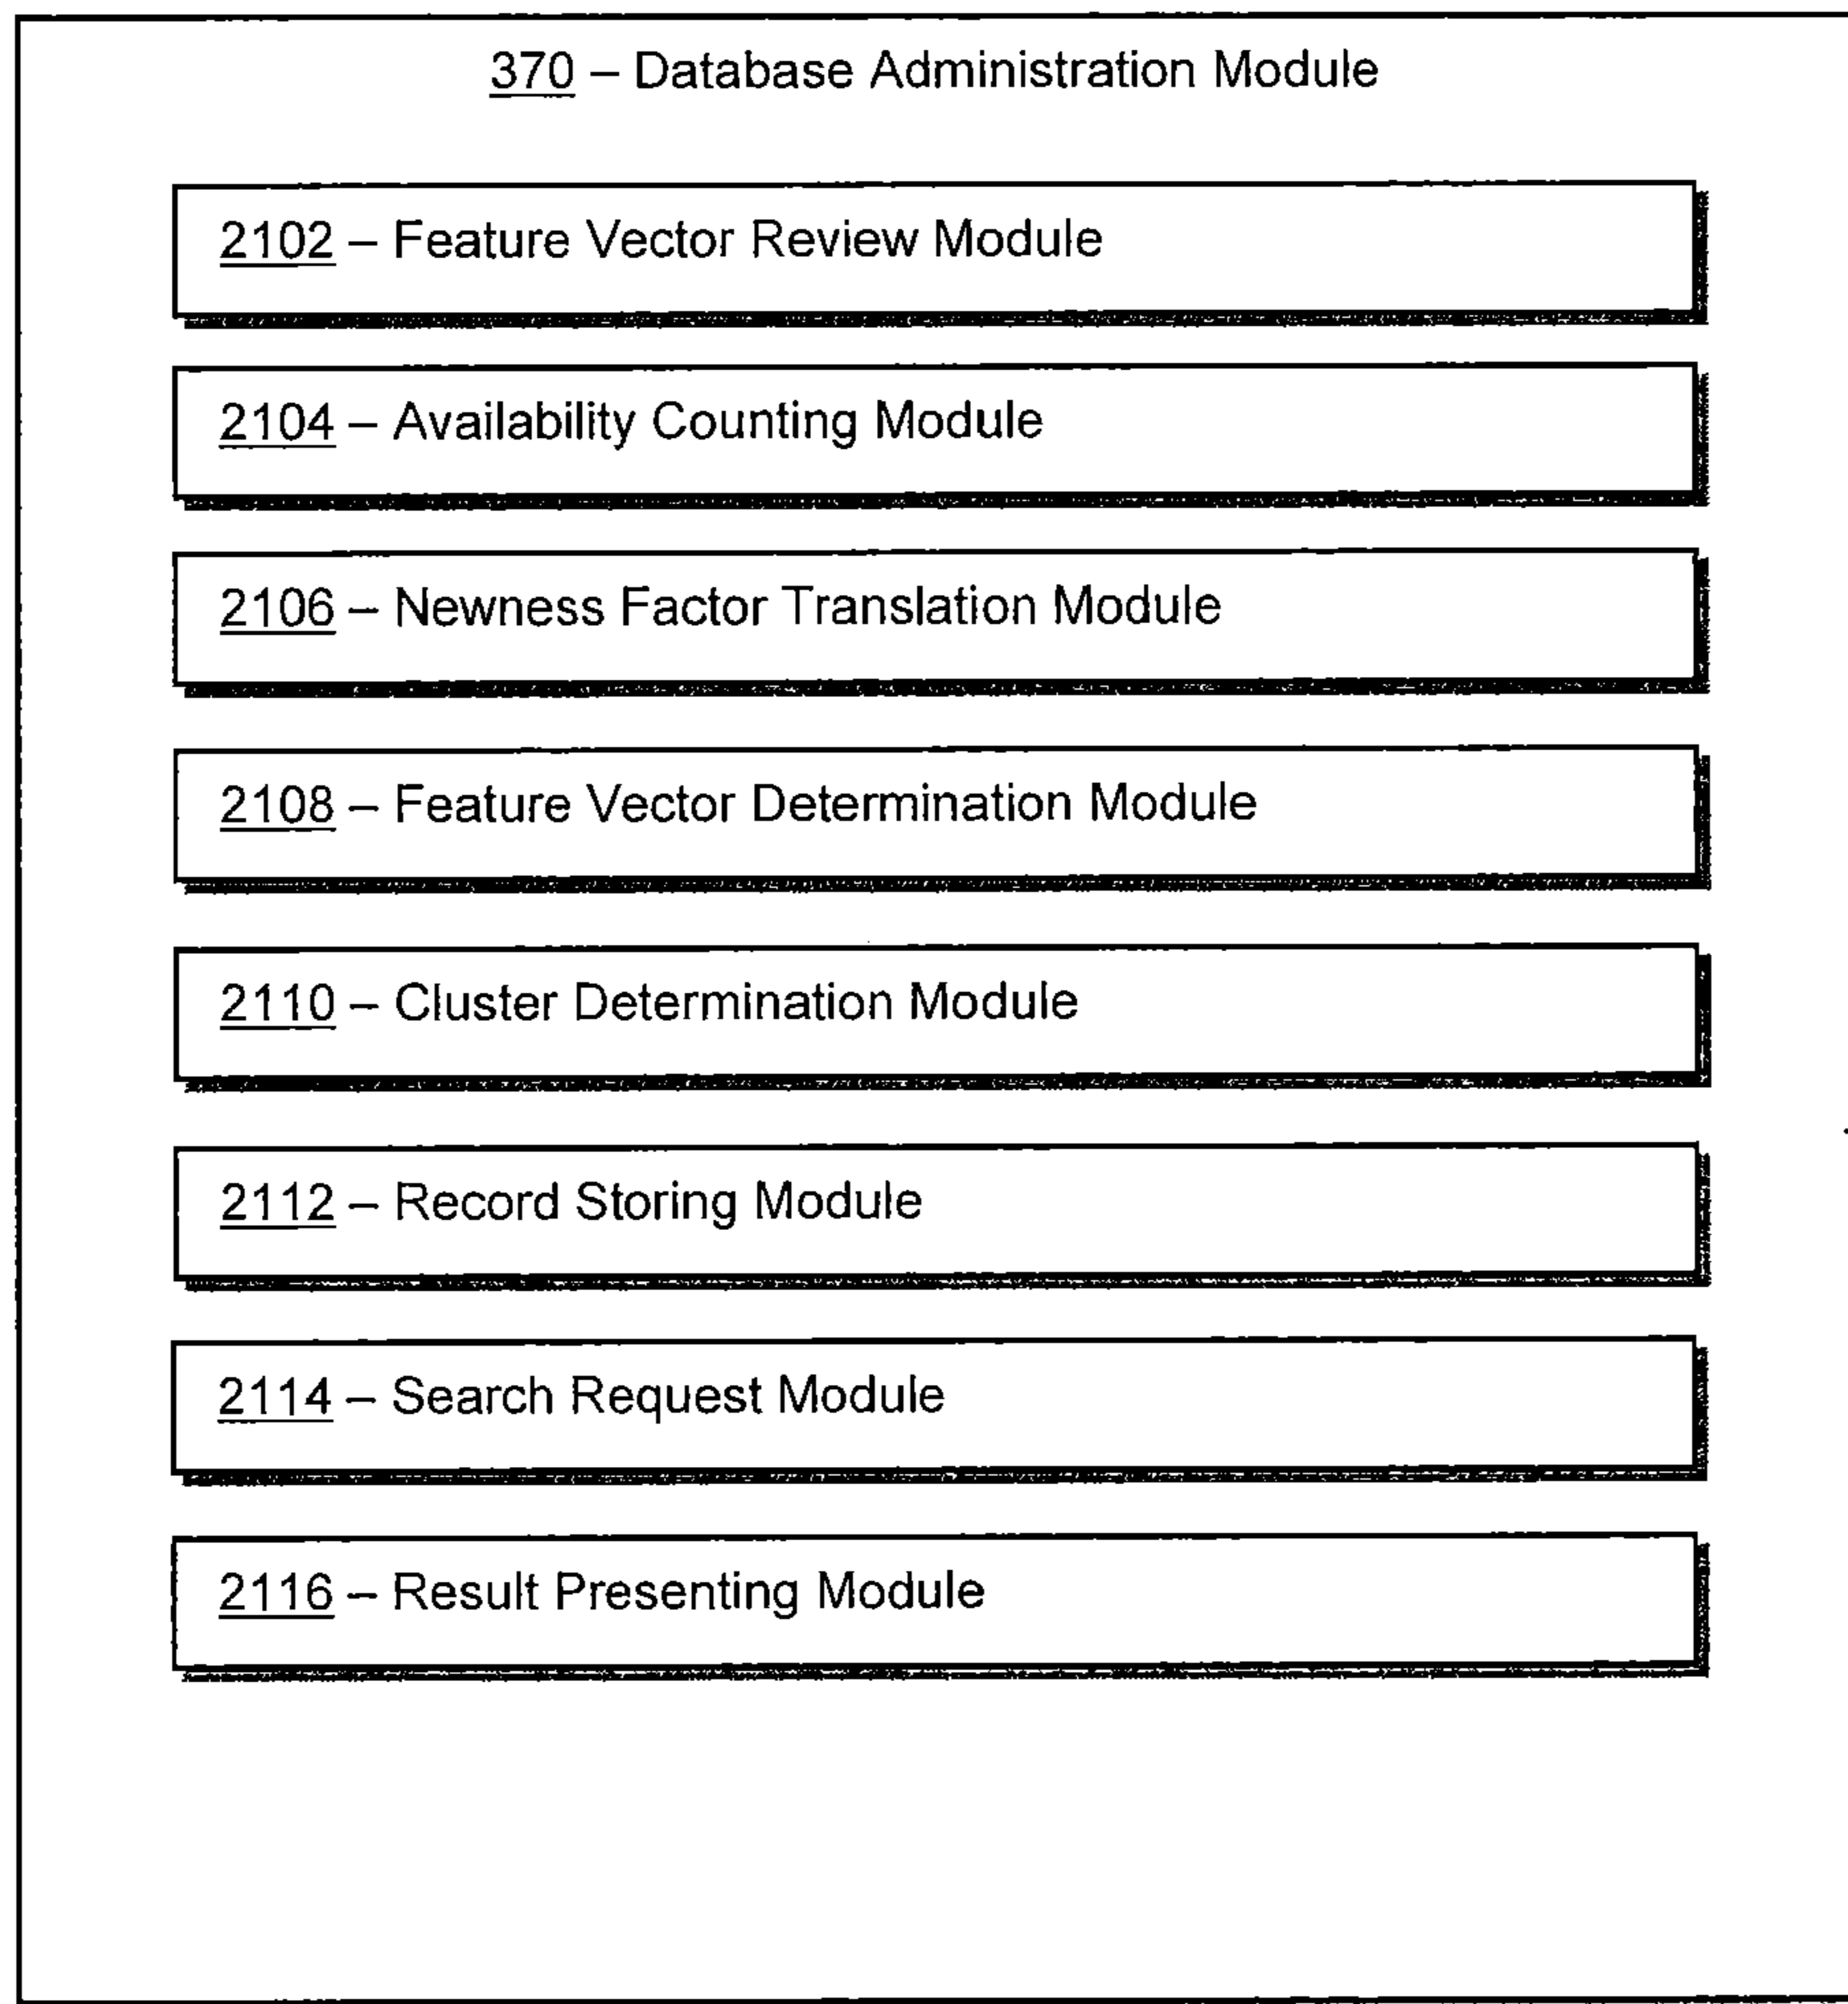 370 – Database Administration Module
2102 – Feature Vector Review Module
2104 – Availability Counting Module
2106 – Newness Factor Translation Module
2108 – Feature Vector Determination Module
2110 – Cluster Determination Module
2112 – Record Storing Module
2114 – Search Request Module
2116 – Result Presenting Module